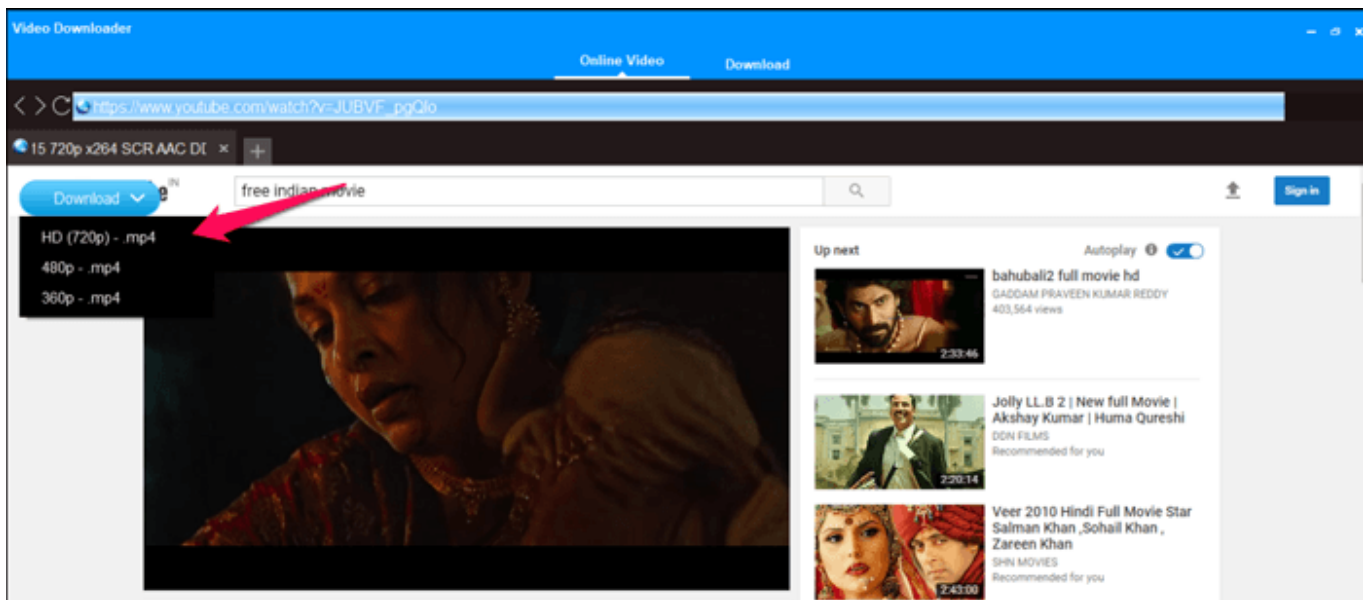 Video Downloader
Online Video
Download
https://www.youtube.com/watch?v=JUBVF_pgQlo
15 720p x264 SCR AAC DD
Download
IN
free indian movie
Sign in
HD (720p) - .mp4
480p - .mp4
360p - .mp4
Up next
Autoplay
bahubali2 full movie hd
GADDAM PRAVEEN KUMAR REDDY
403,564 views
2:33:46
Jolly LL.B 2 | New full Movie |
Akshay Kumar | Huma Qureshi
DDN FILMS
Recommended for you
2:20:14
Veer 2010 Hindi Full Movie Star
Salman Khan ,Sohail Khan ,
Zareen Khan
SHN MOVIES
Recommended for you
2:43:00